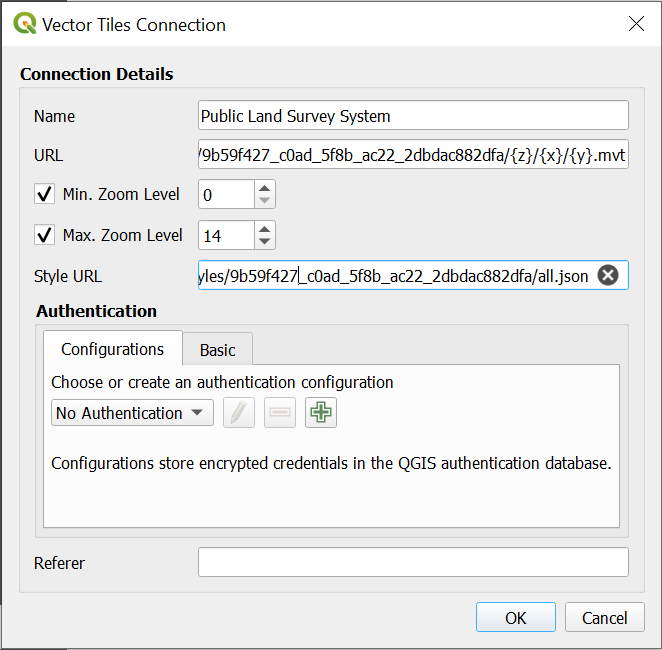 Vector Tiles Connection
Connection Details
Name Public Land Survey System
URL /9b59f427_c0ad_5f8b_ac22_2dbdac882dfa/{z}/{x}/{y}.mvt
Min. Zoom Level 0
Max. Zoom Level 14
Style URL yles/9b59f427_c0ad_5f8b_ac22_2dbdac882dfa/all.json
Authentication
Configurations Basic
Choose or create an authentication configuration
No Authentication
Configurations store encrypted credentials in the QGIS authentication database.
Referer
OK Cancel